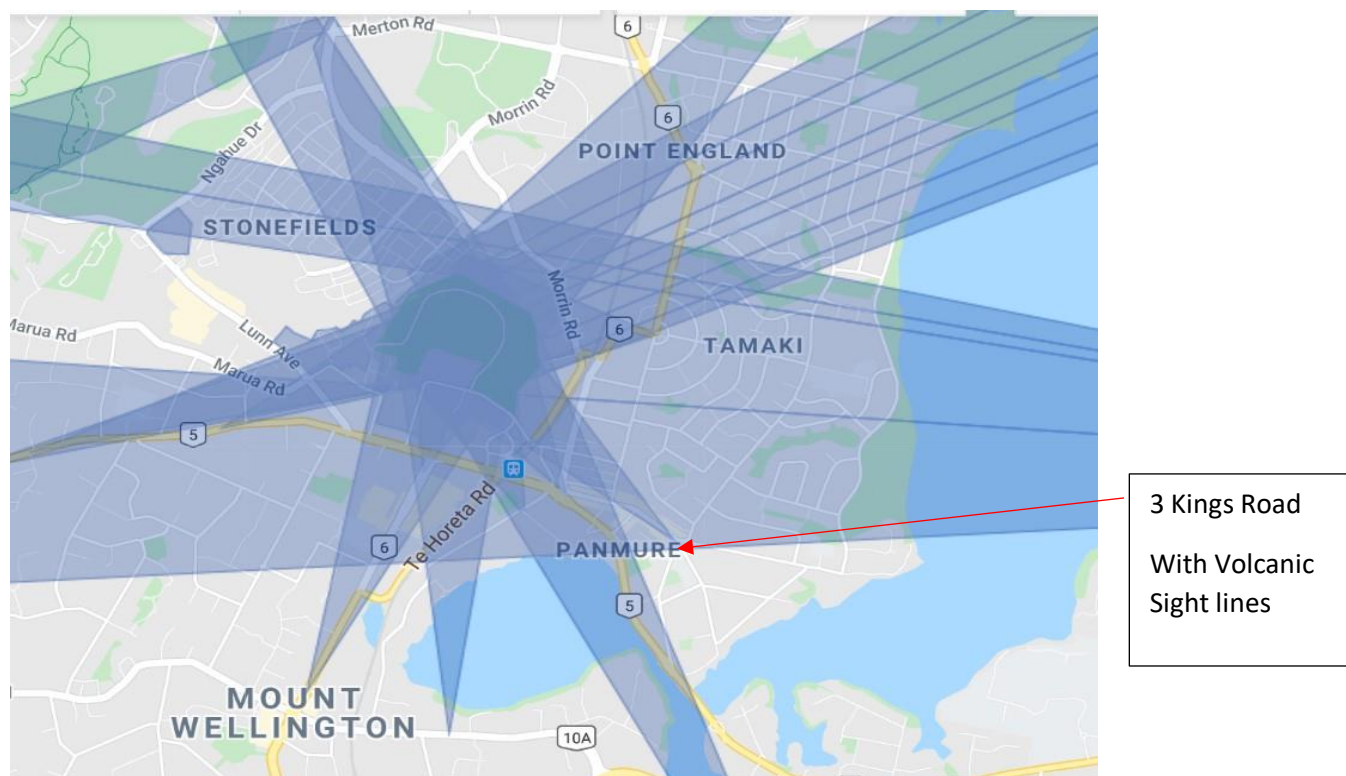 Merton Rd
6
Morrin Rd
6
POINT ENGLAND
Ngahue Dr
STONEFIELDS
Morrin Rd
6
TAMAKI
Marua Rd
Lunn Ave
Marua Rd
5
Te Horeta Rd
6
PANMURE
5
MOUNT
WELLINGTON
10A
3 Kings Road
With Volcanic
Sight lines